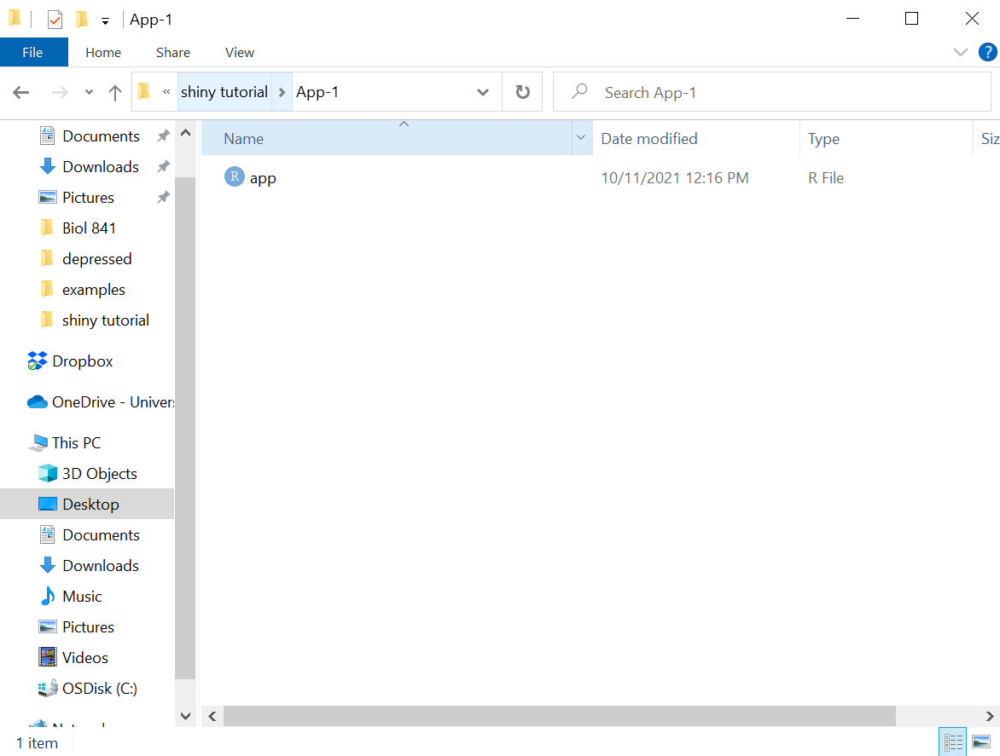 App-1
File Home Share View ?
« shiny tutorial App-1 Search App-1
Documents
Downloads
Pictures
Biol 841
depressed
examples
shiny tutorial
Dropbox
OneDrive - Univer
This PC
3D Objects
Desktop
Documents
Downloads
Music
Pictures
Videos
OSDisk (C:)
Name Date modified Type Siz
R app 10/11/2021 12:16 PM R File
1 item